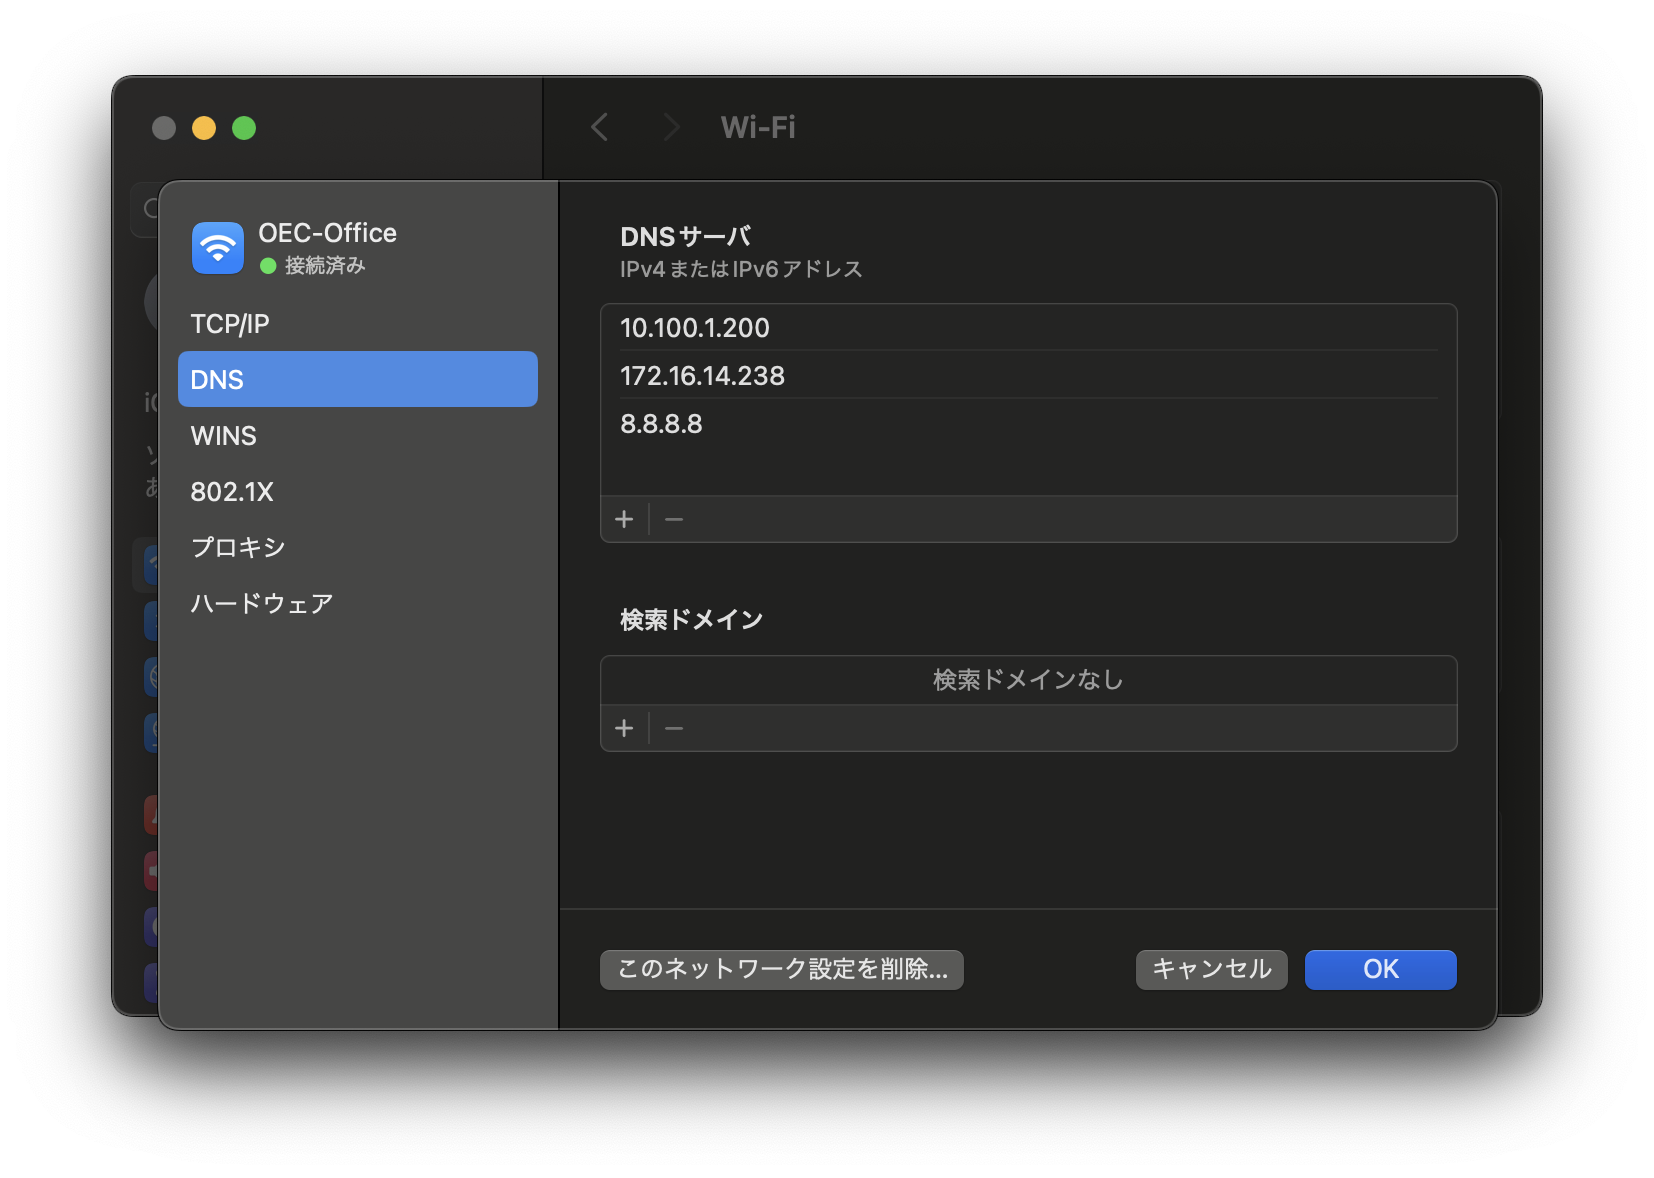 Wi-Fi
OEC-Office
接続済み
TCP/IP
DNS
WINS
802.1X
プロキシ
ハードウェア
DNSサーバ
IPv4またはIPv6アドレス
10.100.1.200
172.16.14.238
8.8.8.8
検索ドメイン
検索ドメインなし
このネットワーク設定を削除...
キャンセル
OK